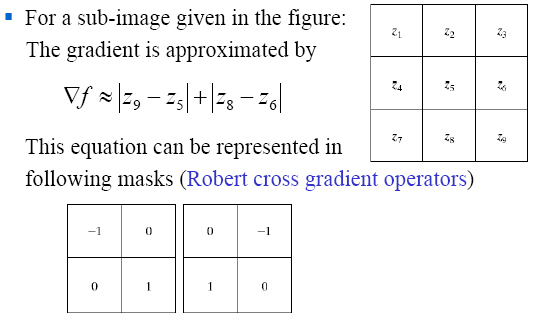 ▪ For a sub-image given in the figure:
The gradient is approximated by
∇f ≈ |z₉ − z₅| + |z₈ − z₆|
z₁ z₂ z₃
z₄ z₅ z₆
z₇ z₈ z₉
This equation can be represented in
following masks (Robert cross gradient operators)
−1 0 0 −1
0 1 1 0